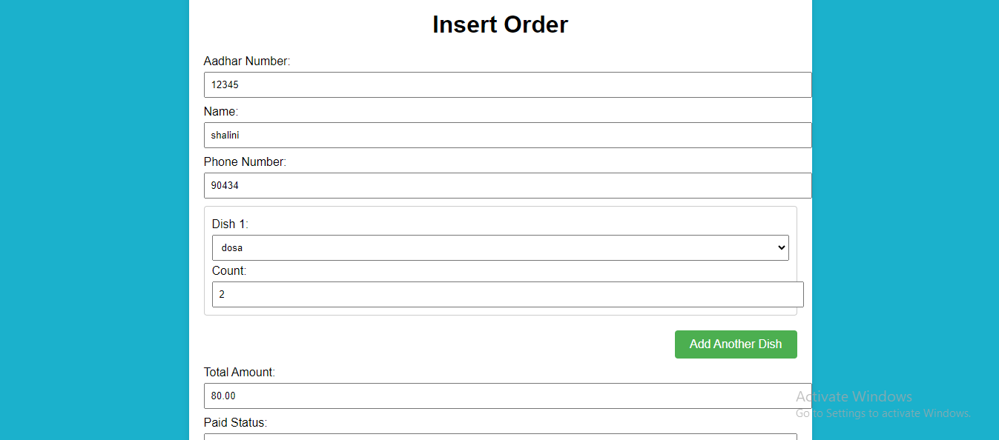 Insert Order
Aadhar Number:
12345
Name:
shalini
Phone Number:
90434
Dish 1:
dosa
Count:
2
Add Another Dish
Total Amount:
80.00
Activate Windows
Go to Settings to activate Windows.
Paid Status: